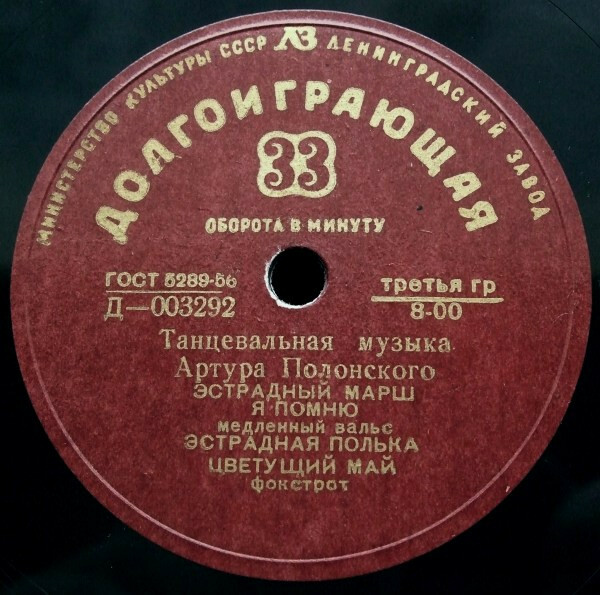 МИНИСТЕРСТВО КУЛЬТУРЫ СССР ЛЗ ЛЕНИНГРАДСКИЙ ЗАВОД
ДОЛГОИГРАЮЩАЯ
33
ОБОРОТА В МИНУТУ
ГОСТ 5289-56
третья гр
Д—003292
8-00
Танцевальная музыка
Артура Полонского
ЭСТРАДНЫЙ МАРШ
Я ПОМНЮ
медленный вальс
ЭСТРАДНАЯ ПОЛЬКА
ЦВЕТУЩИЙ МАЙ
фокстрот